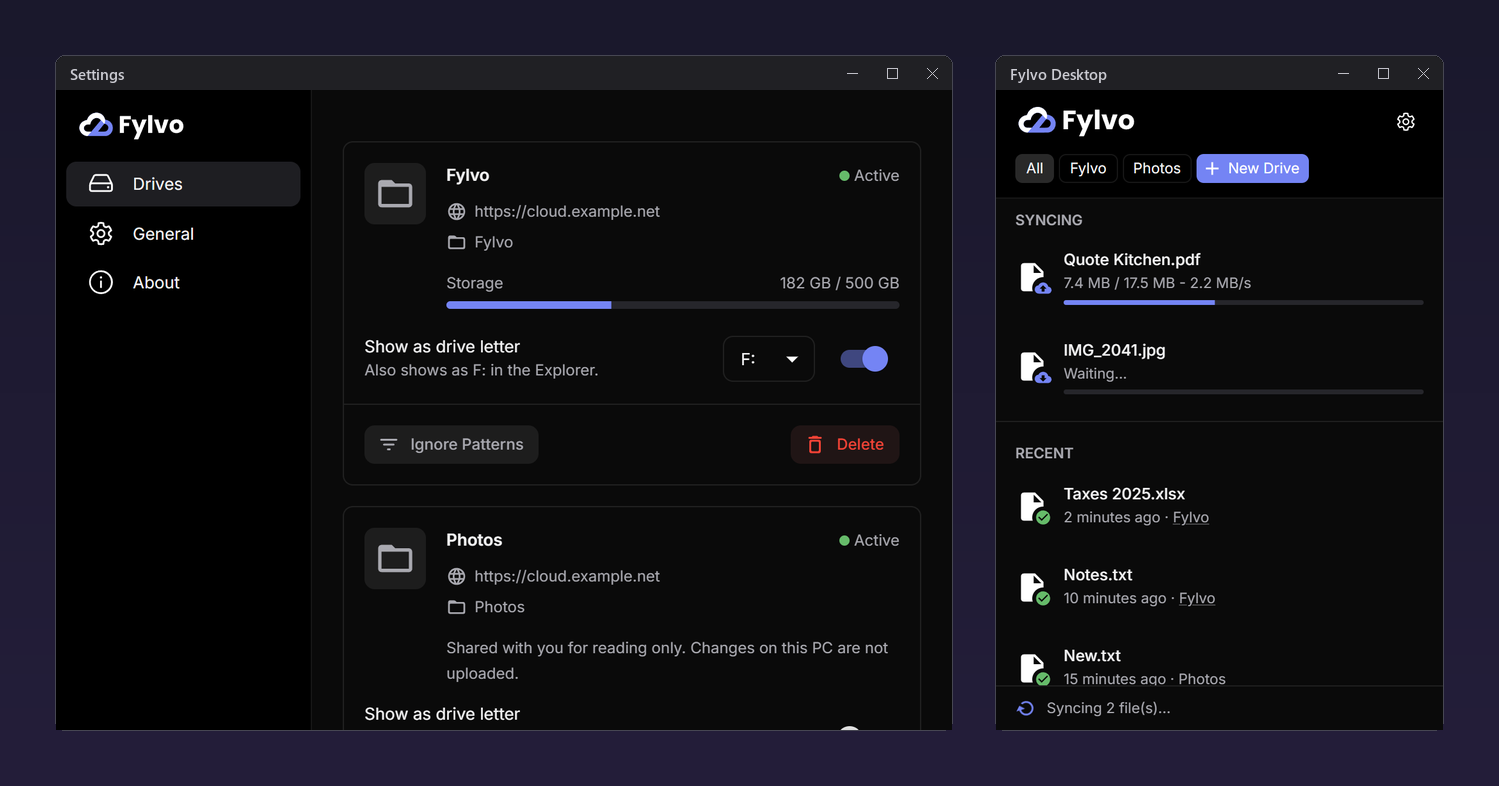 Settings
Fylvo
Drives
General
About
Fylvo
Active
https://cloud.example.net
Fylvo
Storage
182 GB / 500 GB
Show as drive letter
Also shows as F: in the Explorer.
F:
Ignore Patterns
Delete
Photos
Active
https://cloud.example.net
Photos
Shared with you for reading only. Changes on this PC are not
uploaded.
Show as drive letter
Fylvo Desktop
Fylvo
All
Fylvo
Photos
New Drive
SYNCING
Quote Kitchen.pdf
7.4 MB / 17.5 MB - 2.2 MB/s
IMG_2041.jpg
Waiting...
RECENT
Taxes 2025.xlsx
2 minutes ago · Fylvo
Notes.txt
10 minutes ago · Fylvo
New.txt
15 minutes ago · Photos
Syncing 2 file(s)...